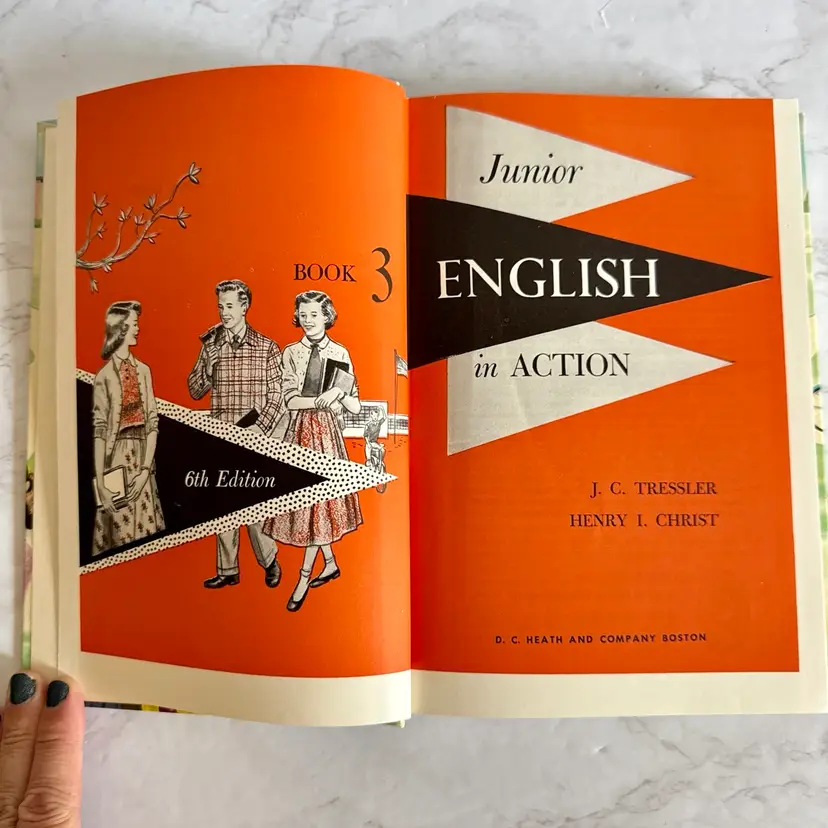 BOOK 3
6th Edition
Junior
ENGLISH
in ACTION
J. C. TRESSLER
HENRY I. CHRIST
D. C. HEATH AND COMPANY BOSTON